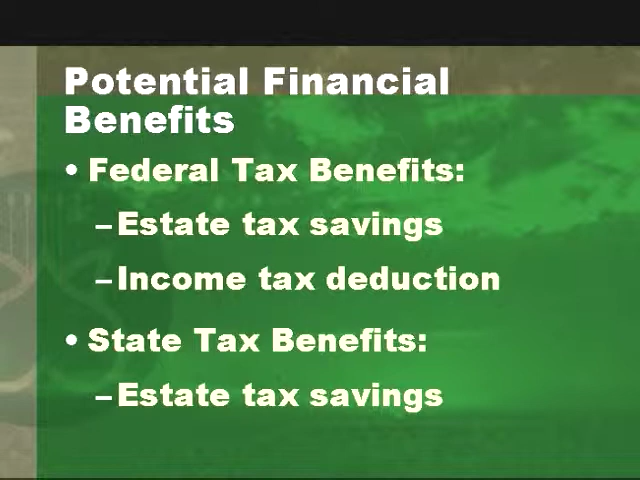 Potential Financial
Benefits
• Federal Tax Benefits:
–Estate tax savings
–Income tax deduction
• State Tax Benefits:
–Estate tax savings